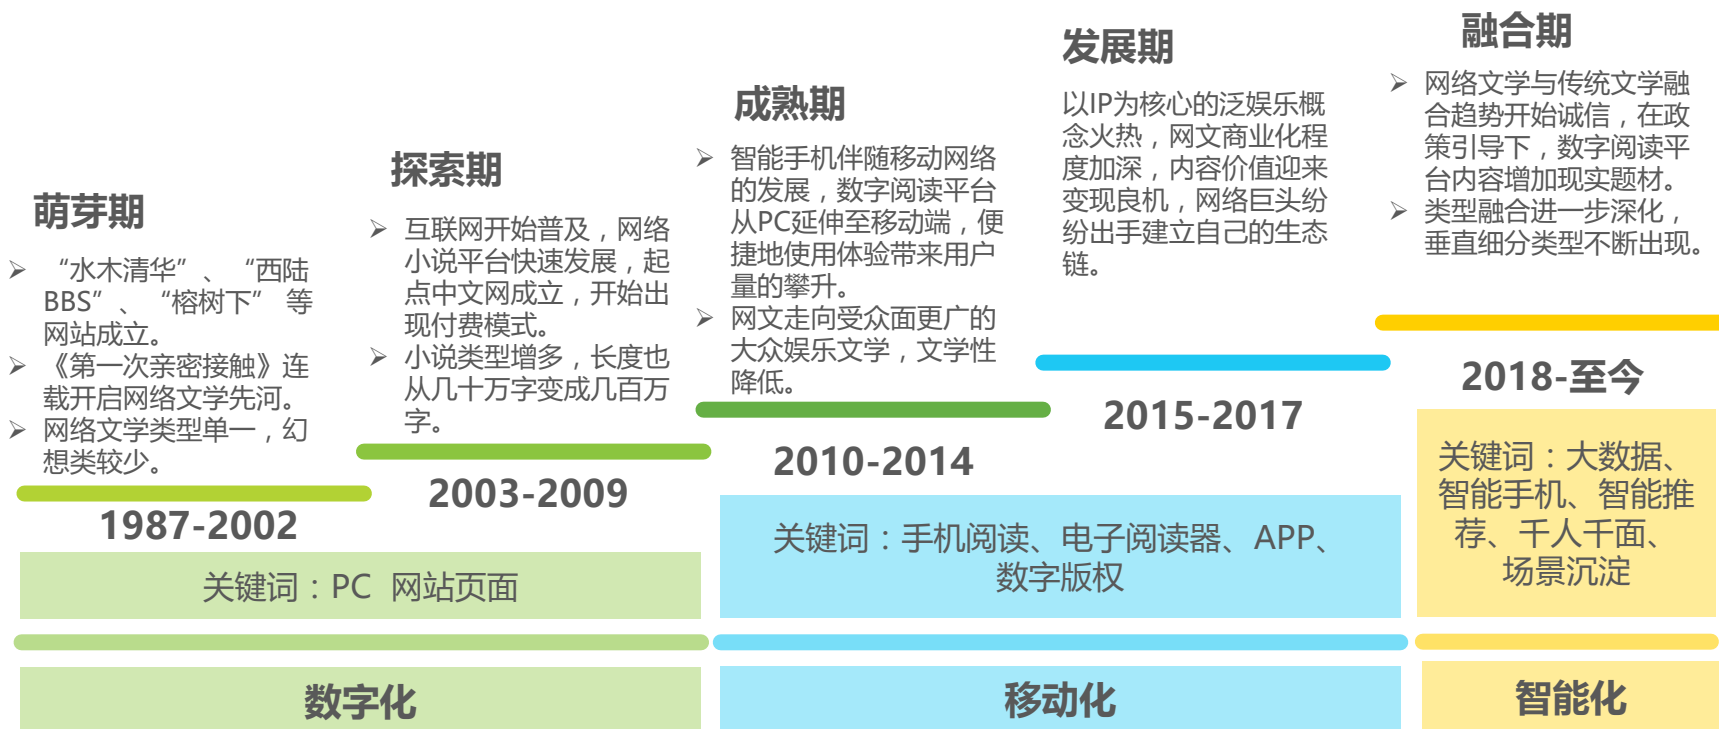 萌芽期
➢ “水木清华”、“西陆
BBS”、“榕树下” 等
网站成立。
➢ 《第一次亲密接触》连
载开启网络文学先河。
➢ 网络文学类型单一，幻
想类较少。
1987-2002
探索期
➢ 互联网开始普及，网络
小说平台快速发展，起
点中文网成立，开始出
现付费模式。
➢ 小说类型增多，长度也
从几十万字变成几百万
字。
2003-2009
成熟期
➢ 智能手机伴随移动网络
的发展，数字阅读平台
从PC延伸至移动端，便
捷地使用体验带来用户
量的攀升。
➢ 网文走向受众面更广的
大众娱乐文学，文学性
降低。
2010-2014
发展期
以IP为核心的泛娱乐概
念火热，网文商业化程
度加深，内容价值迎来
变现良机，网络巨头纷
纷出手建立自己的生态
链。
2015-2017
融合期
➢ 网络文学与传统文学融
合趋势开始诚信，在政
策引导下，数字阅读平
台内容增加现实题材。
➢ 类型融合进一步深化，
垂直细分类型不断出现。
2018-至今
关键词：PC 网站页面
关键词：手机阅读、电子阅读器、APP、
数字版权
关键词：大数据、
智能手机、智能推
荐、千人千面、
场景沉淀
数字化
移动化
智能化